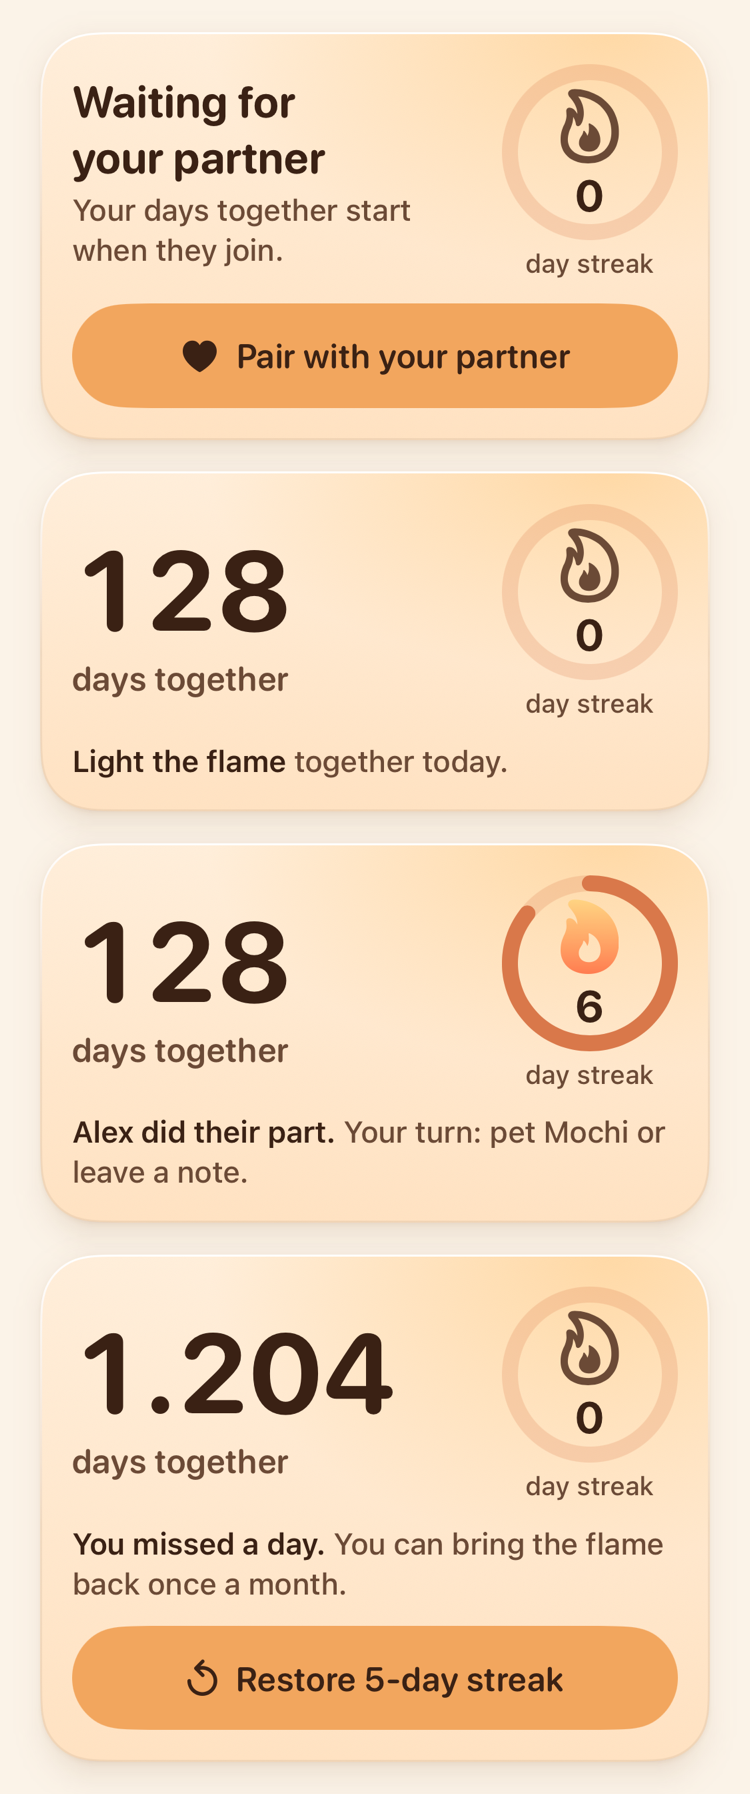 Waiting for
your partner
Your days together start
when they join.
0
day streak
Pair with your partner
128
days together
0
day streak
Light the flame together today.
128
days together
6
day streak
Alex did their part. Your turn: pet Mochi or
leave a note.
1.204
days together
0
day streak
You missed a day. You can bring the flame
back once a month.
Restore 5-day streak